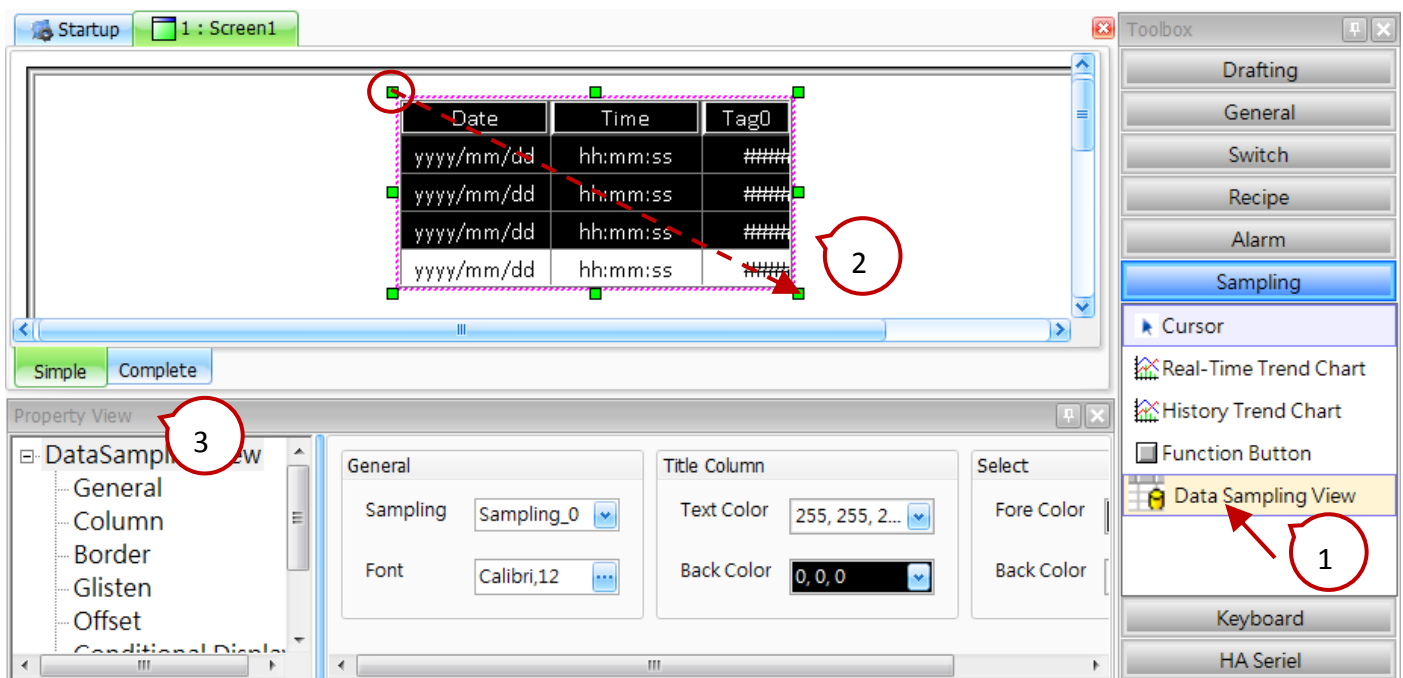 Startup
1 : Screen1
Date Time Tag0
yyyy/mm/dd hh:mm:ss ####
yyyy/mm/dd hh:mm:ss ####
yyyy/mm/dd hh:mm:ss ####
yyyy/mm/dd hh:mm:ss ####
2
Simple Complete
Property View
3
General
Column
Border
Glisten
Offset
General
Sampling Sampling_0
Font Calibri,12
Title Column
Text Color 255, 255, 2...
Back Color 0, 0, 0
Select
Fore Color
Back Color
Toolbox
Drafting
General
Switch
Recipe
Alarm
Sampling
Cursor
Real-Time Trend Chart
History Trend Chart
Function Button
Data Sampling View
1
Keyboard
HA Seriel